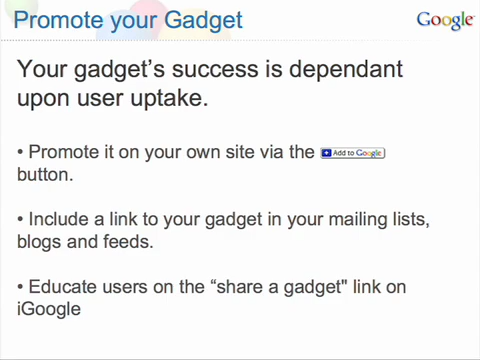 Promote your Gadget
Google
Your gadget's success is dependant
upon user uptake.
• Promote it on your own site via the Add to Google
button.
• Include a link to your gadget in your mailing lists,
blogs and feeds.
• Educate users on the “share a gadget" link on
iGoogle